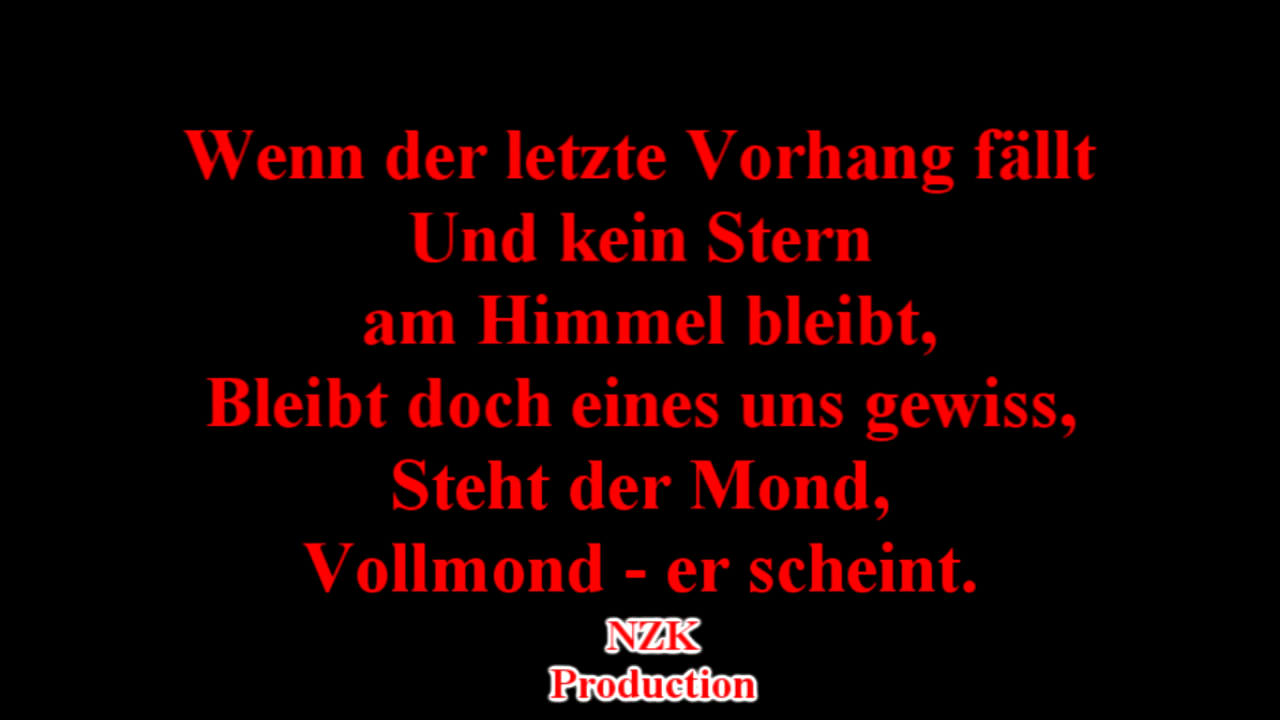 Wenn der letzte Vorhang fällt
Und kein Stern
am Himmel bleibt,
Bleibt doch eines uns gewiss,
Steht der Mond,
Vollmond - er scheint.
NZK
Production